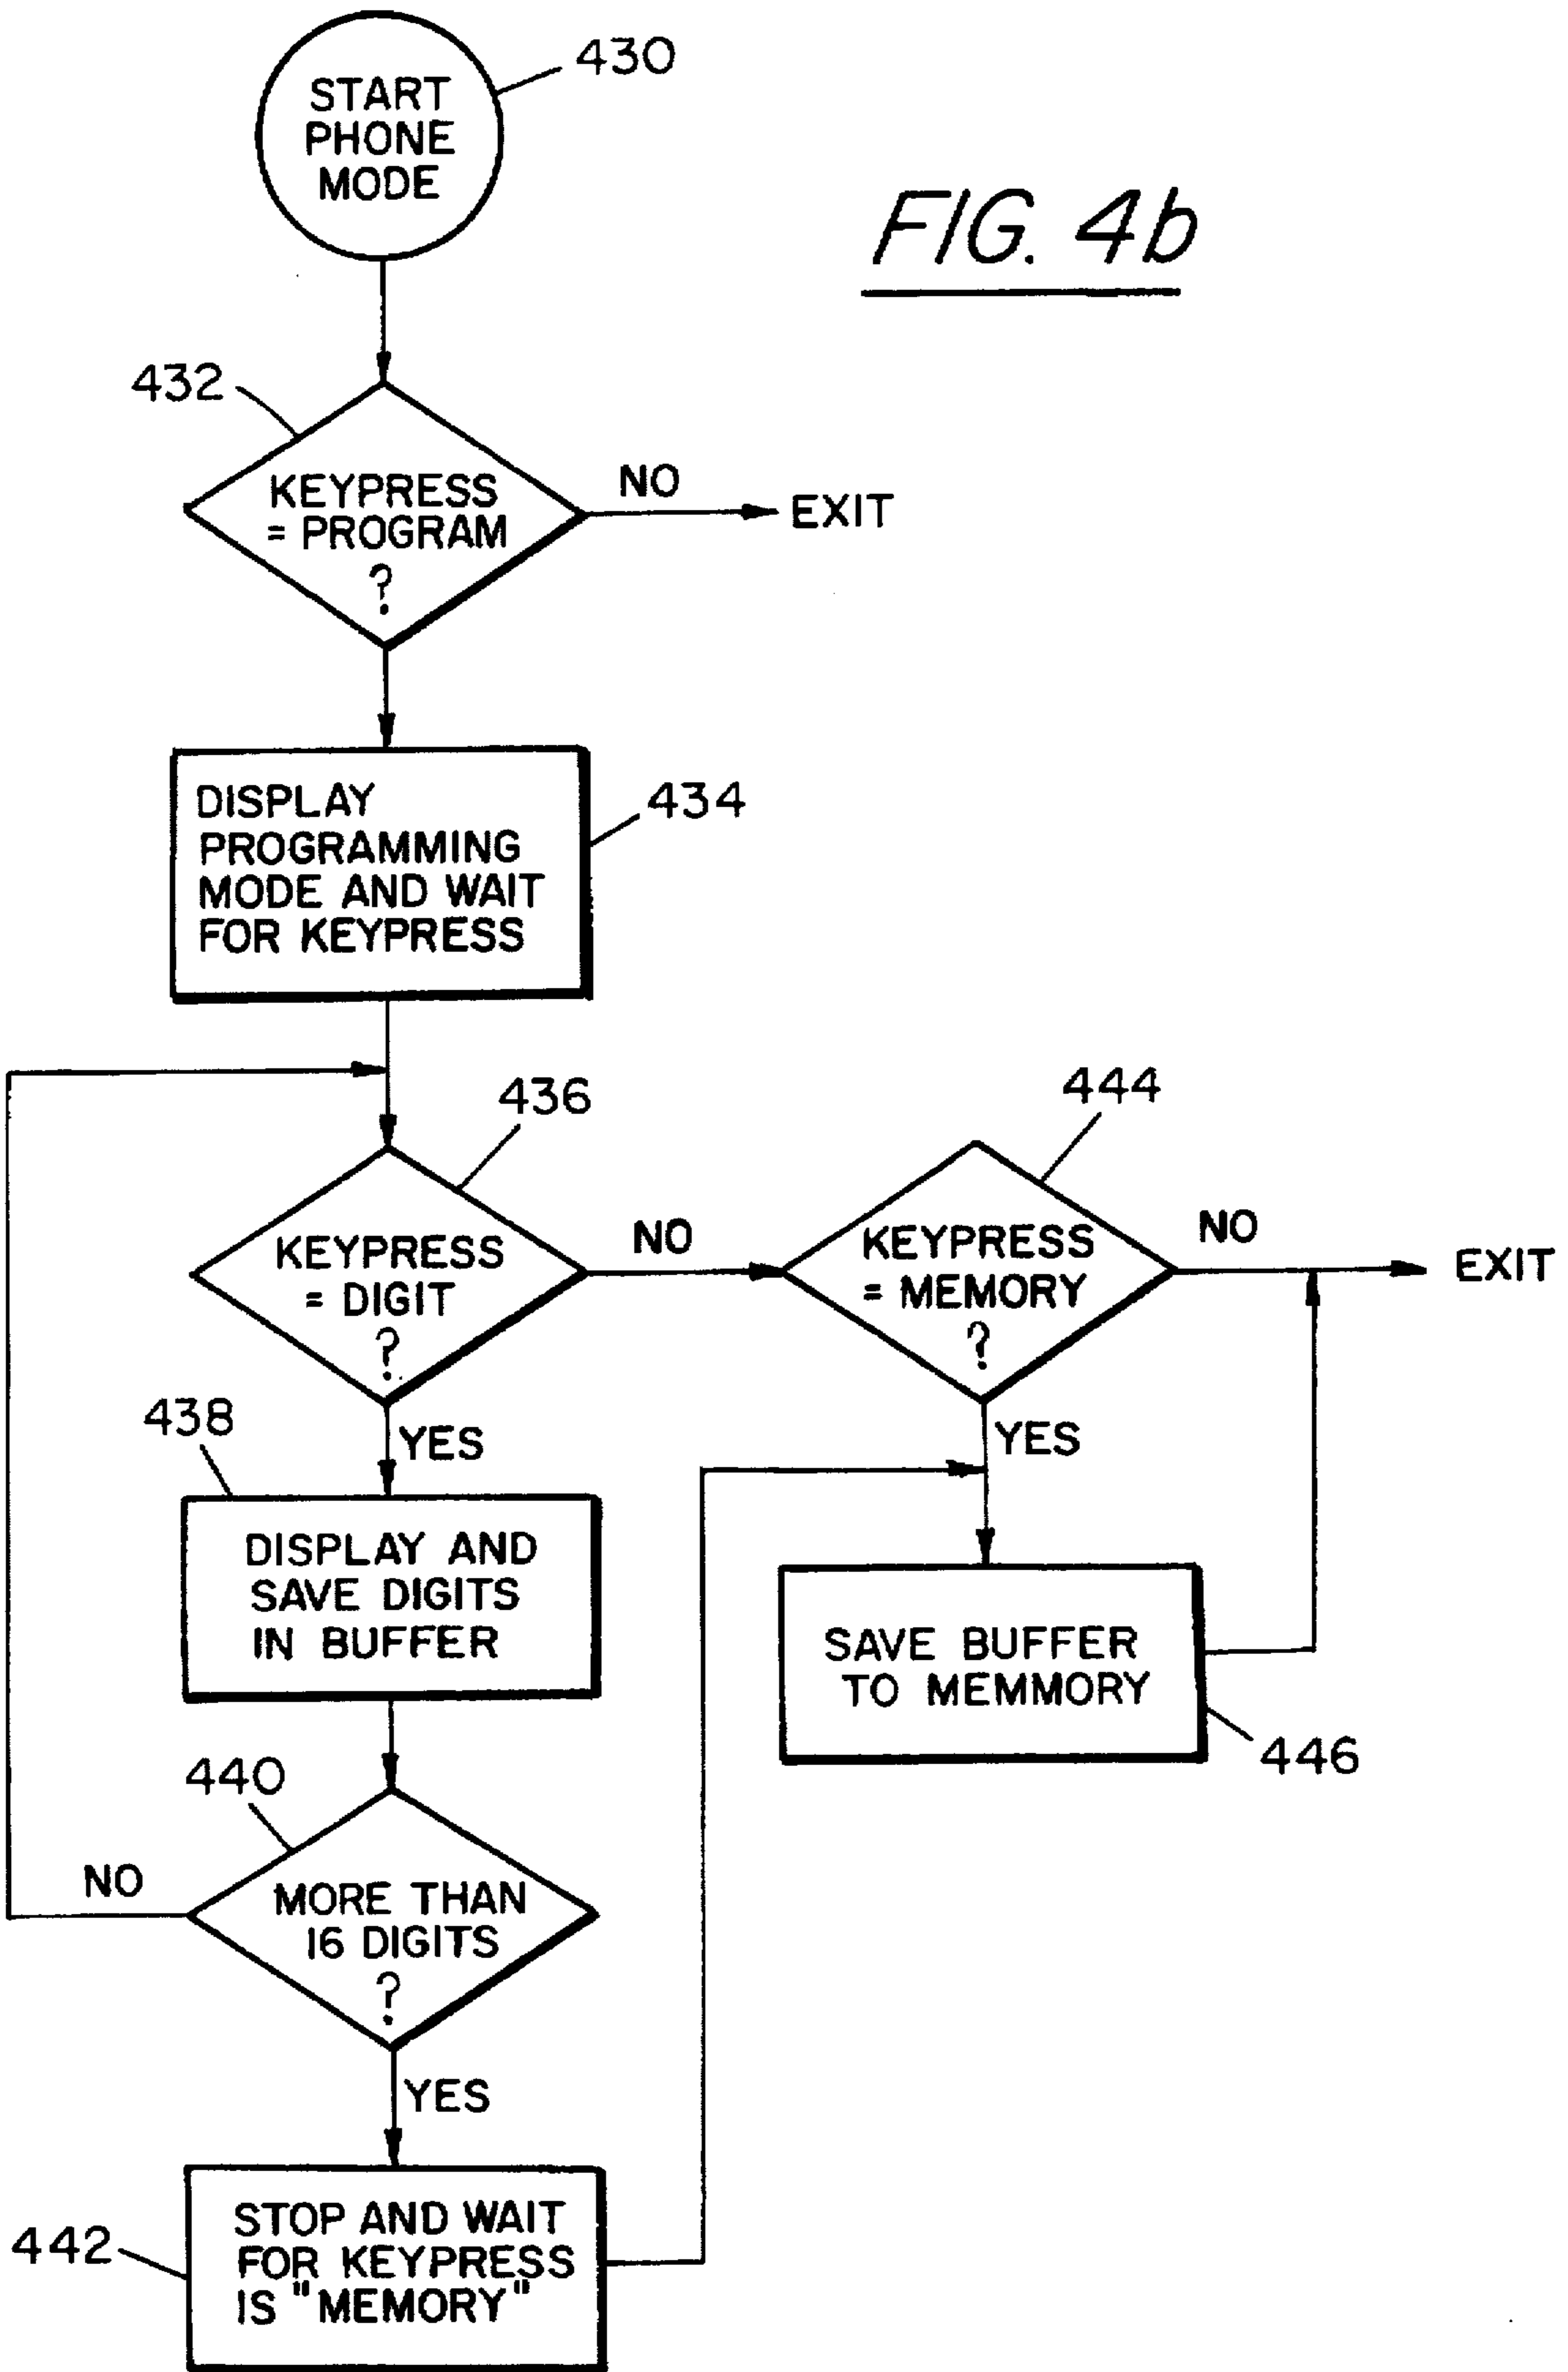 430
START
PHONE
MODE
FIG. 4b
432
KEYPRESS
= PROGRAM
?
NO
EXIT
434
DISPLAY
PROGRAMMING
MODE AND WAIT
FOR KEYPRESS
436
444
KEYPRESS
= DIGIT
?
NO
KEYPRESS
= MEMORY
?
NO
EXIT
438
YES
YES
DISPLAY AND
SAVE DIGITS
IN BUFFER
SAVE BUFFER
TO MEMMORY
446
440
NO
MORE THAN
16 DIGITS
?
YES
442
STOP AND WAIT
FOR KEYPRESS
IS "MEMORY"